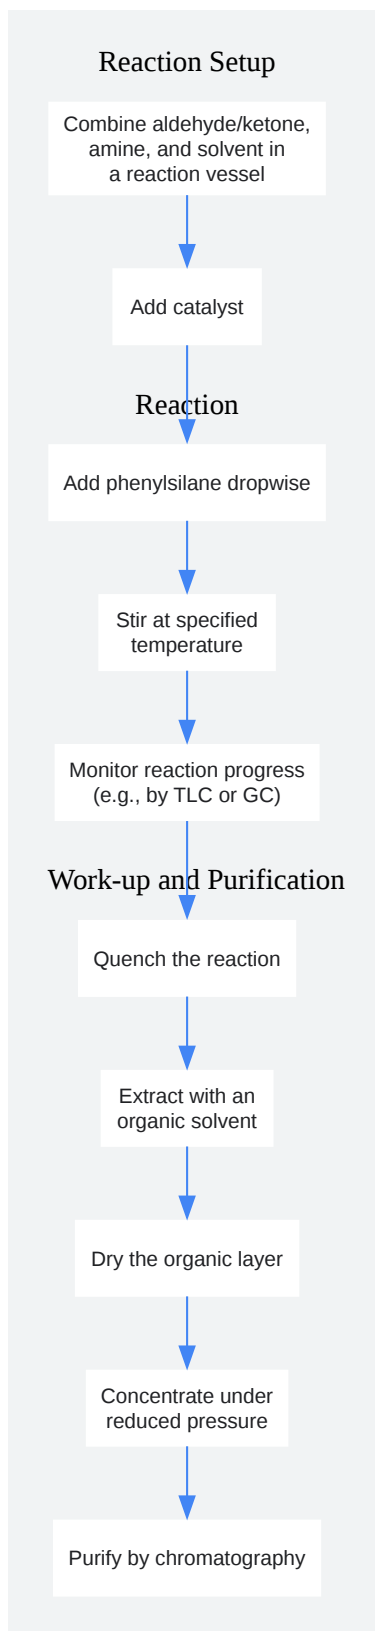 Reaction Setup
Combine aldehyde/ketone,
amine, and solvent in
a reaction vessel
Add catalyst
Reaction
Add phenylsilane dropwise
Stir at specified
temperature
Monitor reaction progress
(e.g., by TLC or GC)
Work-up and Purification
Quench the reaction
Extract with an
organic solvent
Dry the organic layer
Concentrate under
reduced pressure
Purify by chromatography